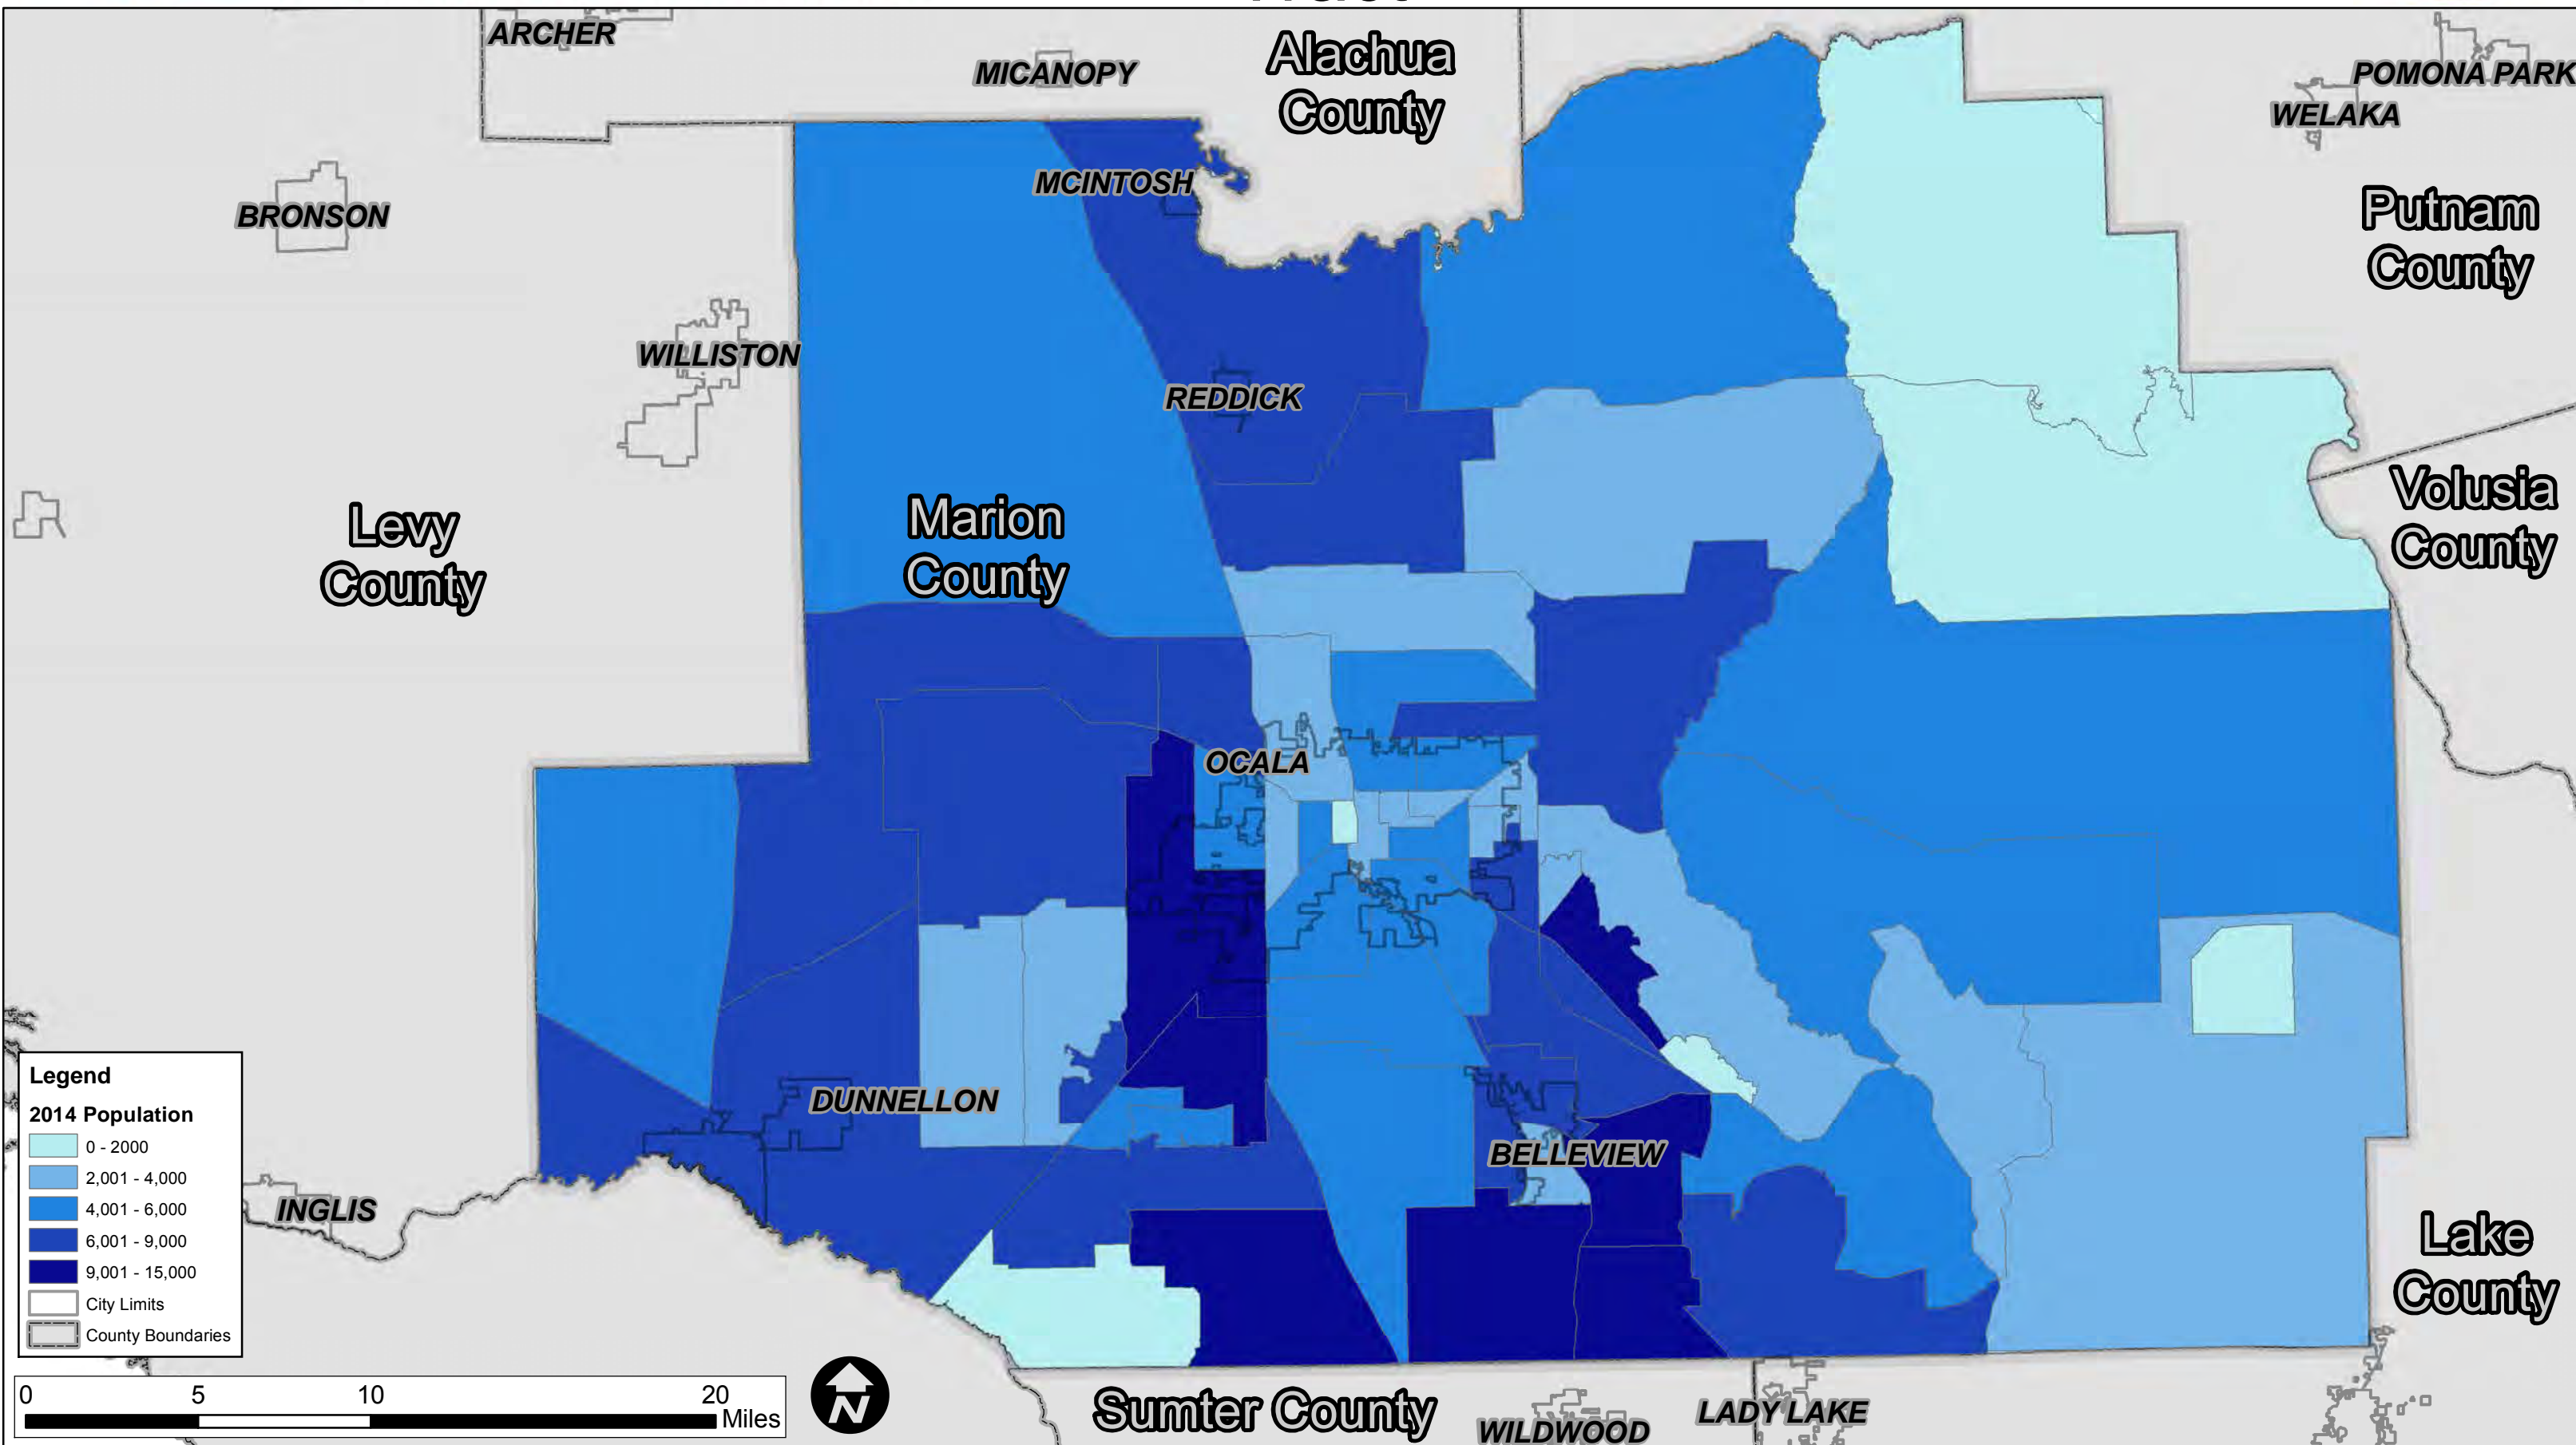 ARCHER
MICANOPY
Alachua
County
POMONA PARK
WELAKA
MCINTOSH
BRONSON
Putnam
County
WILLISTON
REDDICK
Levy
County
Marion
County
Volusia
County
OCALA
DUNNELLON
BELLEVIEW
INGLIS
Lake
County
Legend
2014 Population
0 - 2000
2,001 - 4,000
4,001 - 6,000
6,001 - 9,000
9,001 - 15,000
City Limits
County Boundaries
0 5 10 20
Miles
N
Sumter County
WILDWOOD
LADY LAKE